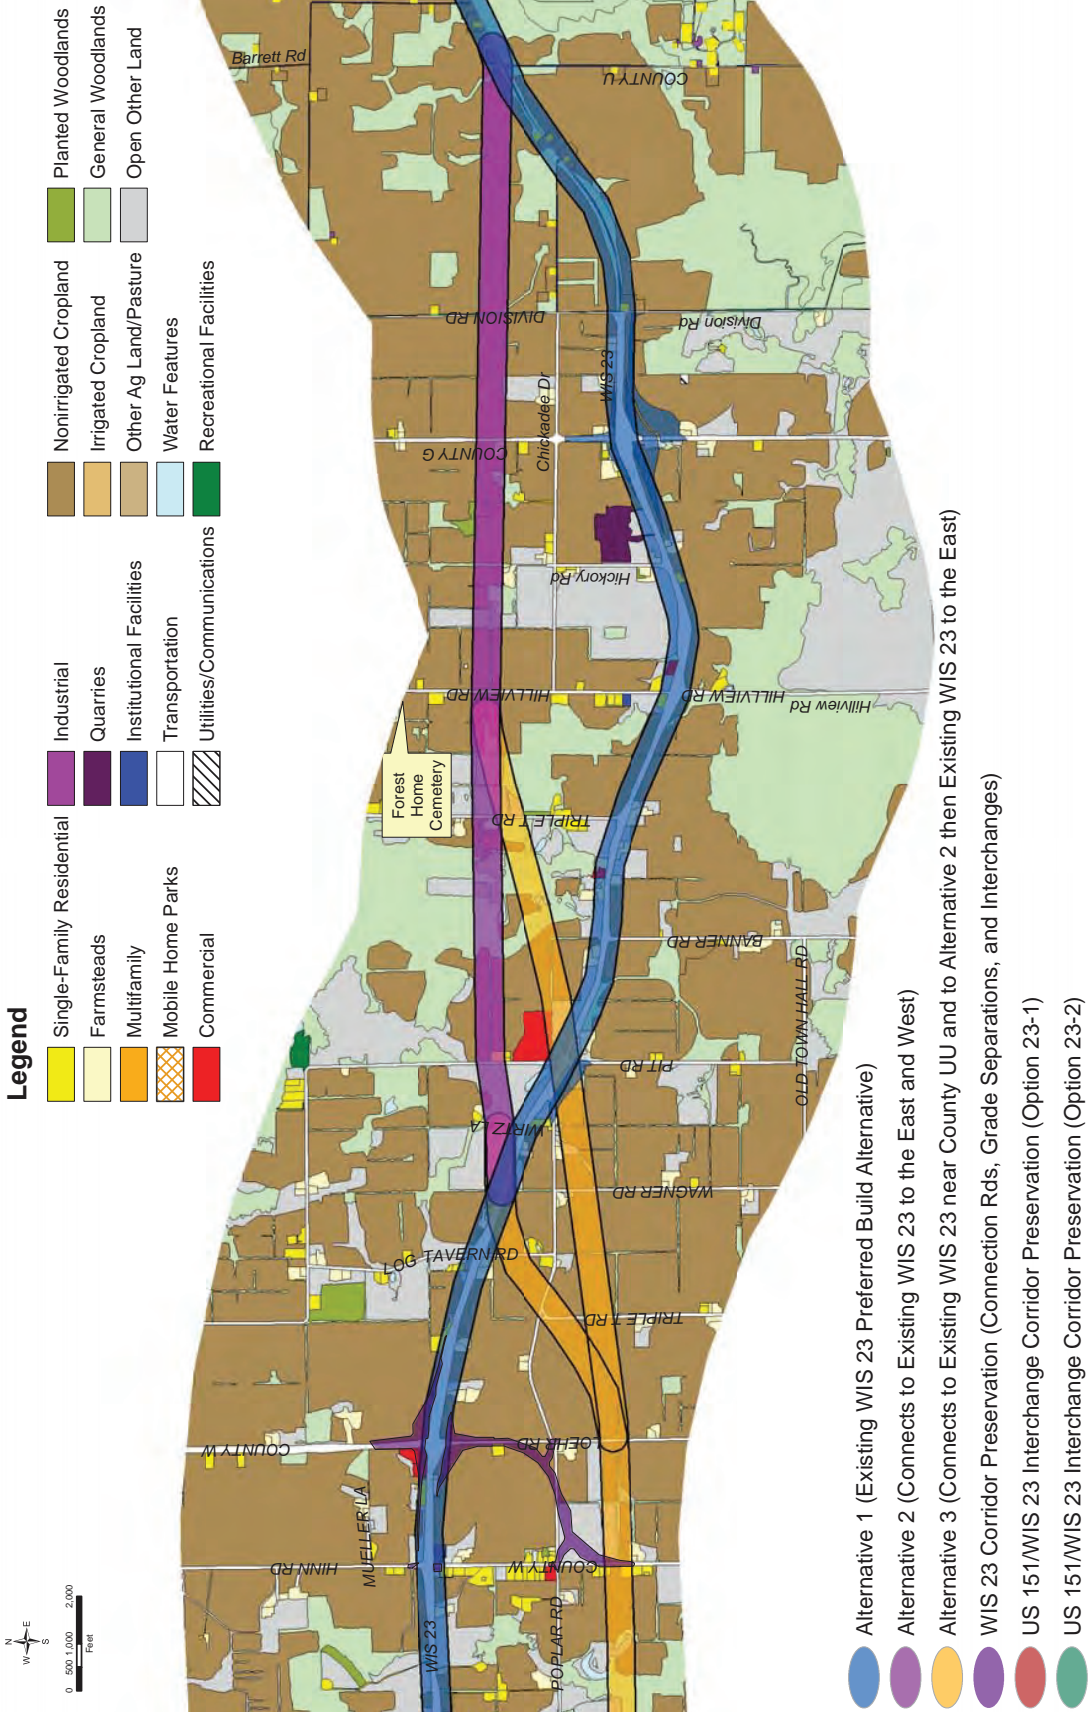 Legend
Single-Family Residential
Farmsteads
Multifamily
Mobile Home Parks
Commercial
Industrial
Quarries
Institutional Facilities
Transportation
Utilities/Communications
Nonirrigated Cropland
Irrigated Cropland
Other Ag Land/Pasture
Water Features
Recreational Facilities
Planted Woodlands
General Woodlands
Open Other Land
N
W E
S
0 500 1,000 2,000
Feet
HINN RD
MUELLER LA
WIS 23
POPLAR RD
COUNTY W
COUNTY W
LOEHR RD
TRIPLE T RD
LOG TAVERN RD
WAGNER RD
WIRTZ LA
PIT RD
OLD TOWN HALL RD
BANNER RD
TRIPLE T RD
Forest
Home
Cemetery
HILLVIEW RD
HILLVIEW RD
Hillview Rd
Hickory Rd
COUNTY G
Chickadee Dr
WIS 23
DIVISION RD
Division Rd
Barrett Rd
COUNTY U
Alternative 1 (Existing WIS 23 Preferred Build Alternative)
Alternative 2 (Connects to Existing WIS 23 to the East and West)
Alternative 3 (Connects to Existing WIS 23 near County UU and to Alternative 2 then Existing WIS 23 to the East)
WIS 23 Corridor Preservation (Connection Rds, Grade Separations, and Interchanges)
US 151/WIS 23 Interchange Corridor Preservation (Option 23-1)
US 151/WIS 23 Interchange Corridor Preservation (Option 23-2)